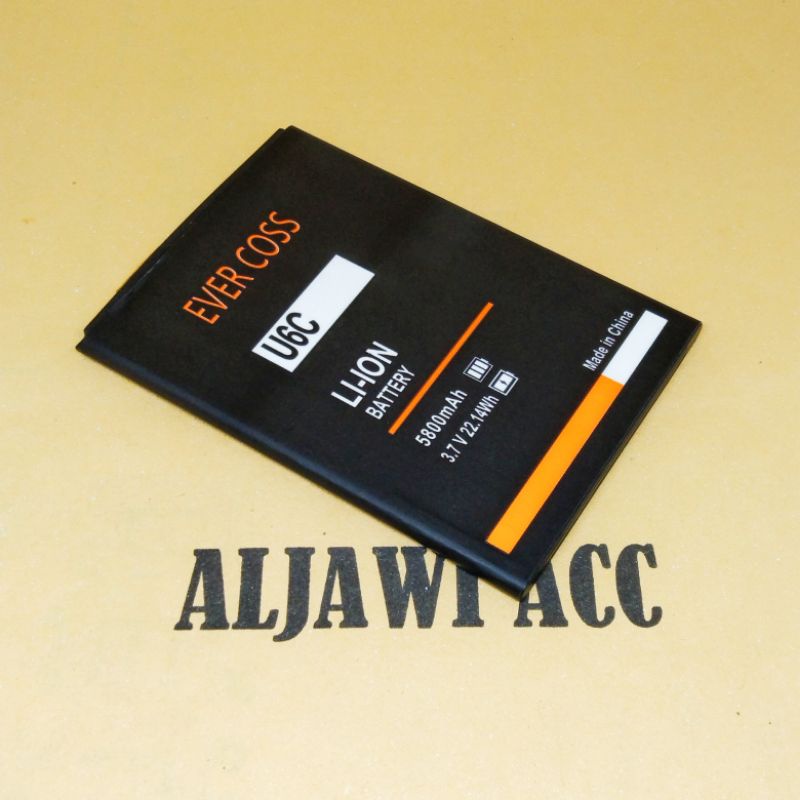 EVER COSS
U6C
LI-ION
BATTERY
5800mAh
3.7 V 22.14Wh
Made in China
ALJAWI ACC